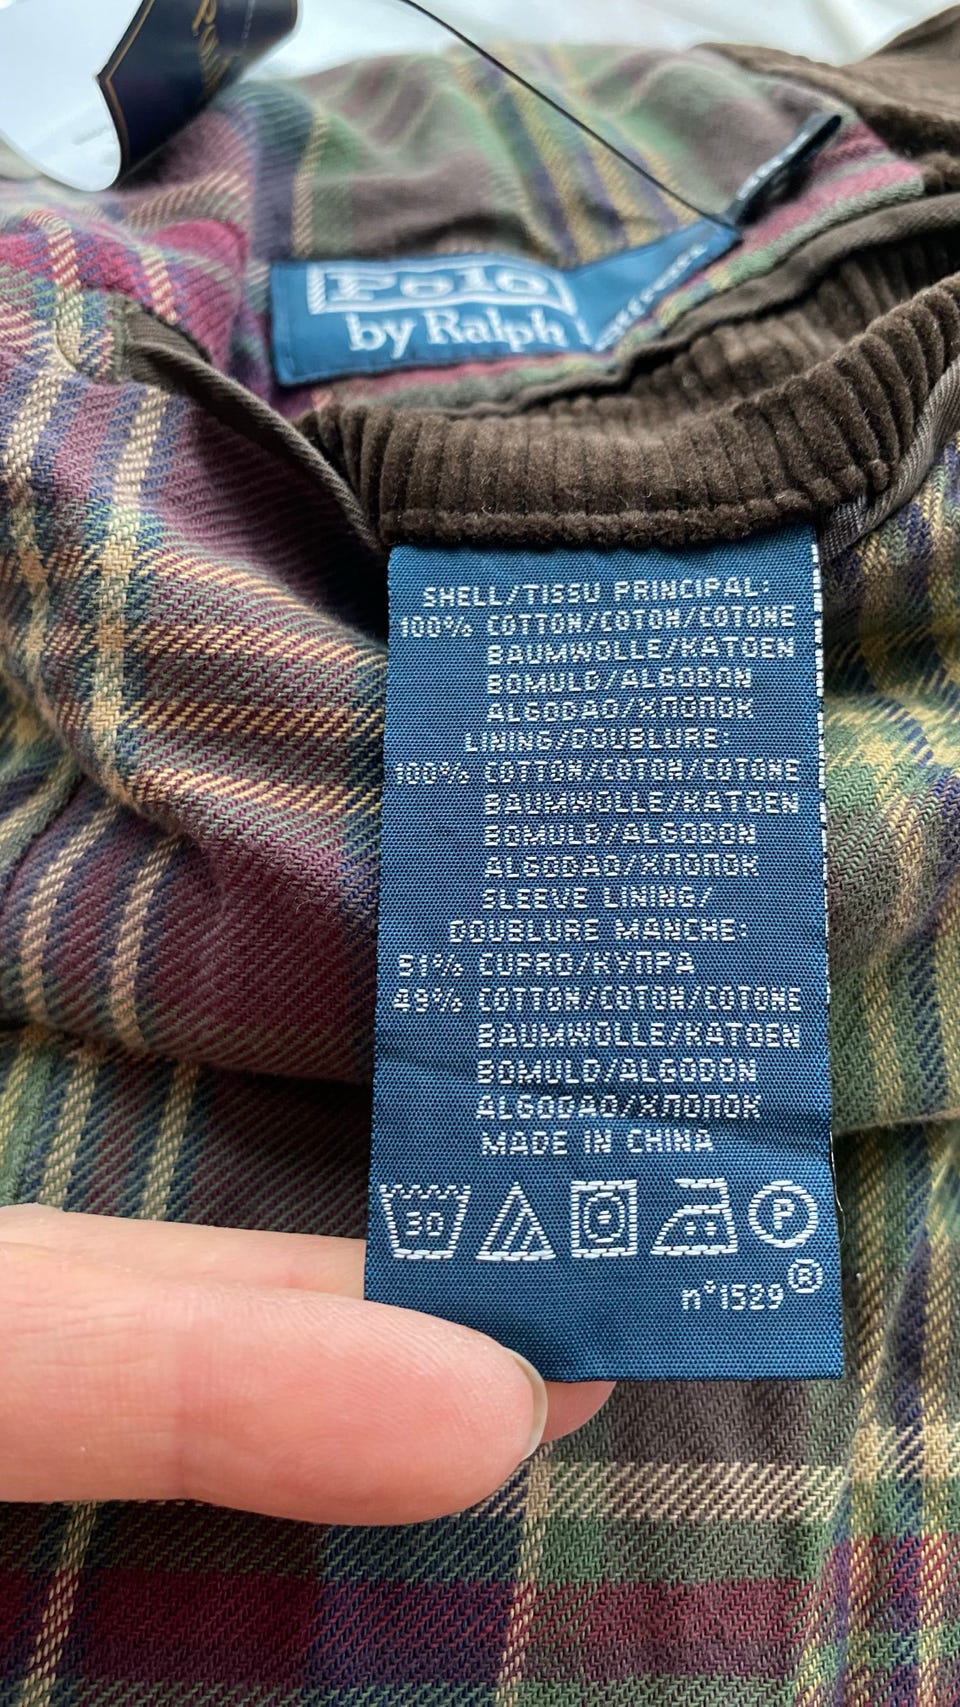 Polo
by Ralph
SHELL/TISSU PRINCIPAL:
100% COTTON/COTON/COTONE
BAUMWOLLE/KATOEN
BOMULD/ALGODON
ALGODAO/ХЛОПОК
LINING/DOUBLURE:
100% COTTON/COTON/COTONE
BAUMWOLLE/KATOEN
BOMULD/ALGODON
ALGODAO/ХЛОПОК
SLEEVE LINING/
DOUBLURE MANCHE:
51% CUPRO/КУПРА
49% COTTON/COTON/COTONE
BAUMWOLLE/KATOEN
BOMULD/ALGODON
ALGODAO/ХЛОПОК
MADE IN CHINA
30 P
n°1529®